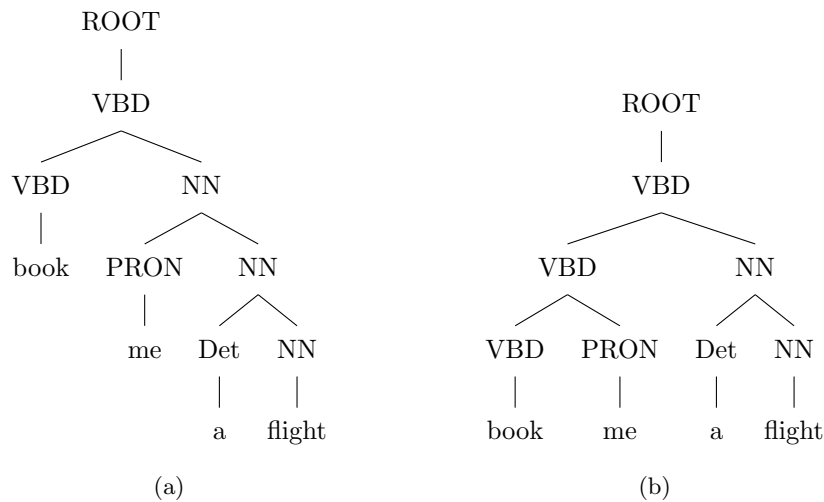 ROOT
VBD
VBD NN
book PRON NN
me Det NN
a flight
(a)
ROOT
VBD
VBD NN
VBD PRON Det NN
book me a flight
(b)